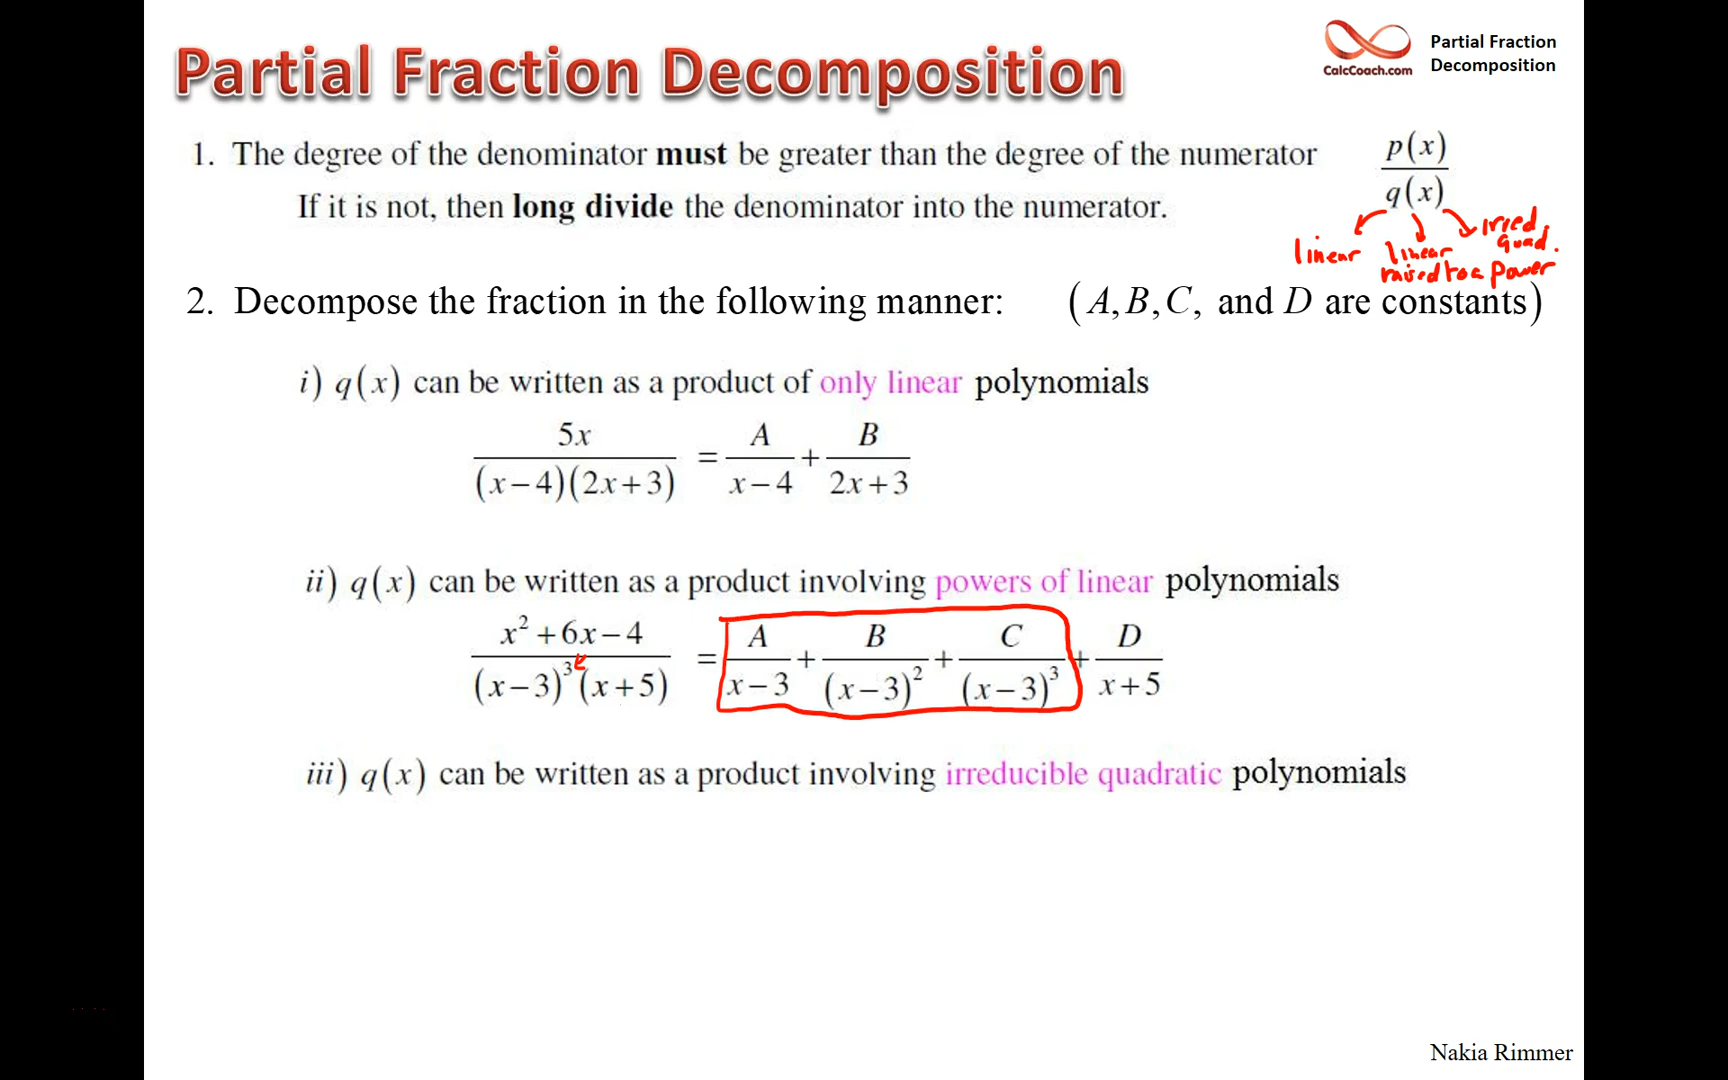 Partial Fraction Decomposition
CalcCoach.com
Partial Fraction
Decomposition
1. The degree of the denominator must be greater than the degree of the numerator
p(x)
q(x)
If it is not, then long divide the denominator into the numerator.
linear
linear raised to a power
irred. quad.
2. Decompose the fraction in the following manner: (A, B, C, and D are constants)
i) q(x) can be written as a product of only linear polynomials
5x / (x−4)(2x+3) = A / x−4 + B / 2x+3
ii) q(x) can be written as a product involving powers of linear polynomials
x² + 6x − 4 / (x−3)³(x+5) = A / x−3 + B / (x−3)² + C / (x−3)³ + D / x+5
iii) q(x) can be written as a product involving irreducible quadratic polynomials
Nakia Rimmer